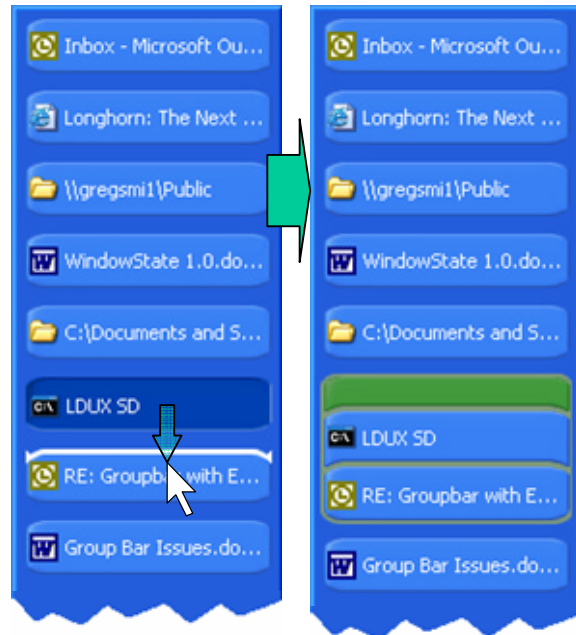 Inbox - Microsoft Ou...
Longhorn: The Next ...
\\gregsmi1\Public
WindowState 1.0.do...
C:\Documents and S...
LDUX SD
RE: Groupbar with E...
Group Bar Issues.do...
Inbox - Microsoft Ou...
Longhorn: The Next ...
\\gregsmi1\Public
WindowState 1.0.do...
C:\Documents and S...
LDUX SD
RE: Groupbar with E...
Group Bar Issues.do...